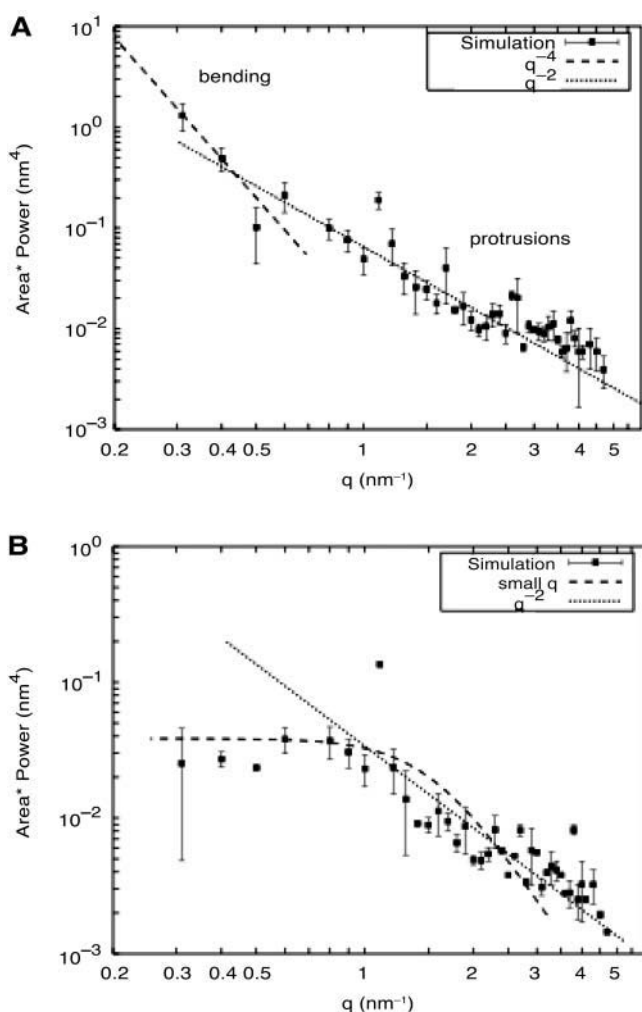 A
10^1
10^0
10^-1
10^-2
10^-3
Area* Power (nm^4)
bending
protrusions
Simulation
q^-4
q^-2
0.2 0.3 0.4 0.5 1 2 3 4 5
q (nm^-1)
B
10^0
10^-1
10^-2
10^-3
Area* Power (nm^4)
Simulation
small q
q^-2
0.2 0.3 0.4 0.5 1 2 3 4 5
q (nm^-1)